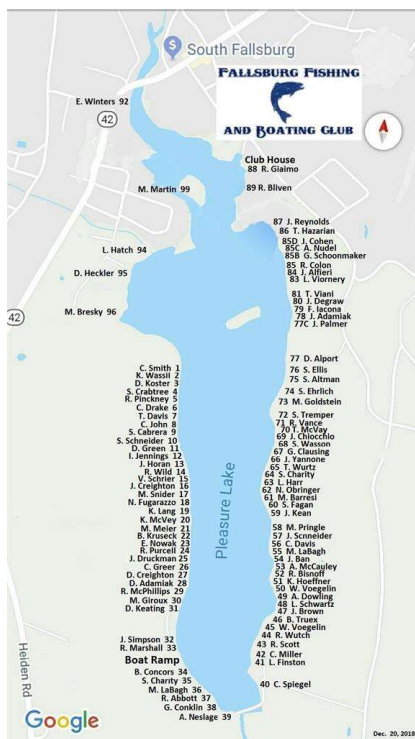 South Fallsburg
FALLSBURG FISHING
AND BOATING CLUB
E. Winters 92
42
Club House
88 R. Giaimo
89 R. Bliven
M. Martin 99
87 J. Reynolds
86 T. Hazarian
85D J. Cohen
85C A. Nudel
85B G. Schoonmaker
85 R. Colon
84 J. Alfieri
83 L. Viornery
L. Hatch 94
D. Heckler 95
M. Bresky 96
42
81 T. Viani
80 J. Degraw
79 F. Iacona
78 J. Adamiak
77C J. Palmer
77 D. Alport
76 S. Ellis
75 S. Altman
74 S. Ehrlich
73 M. Goldstein
72 S. Tremper
71 R. Vance
70 T. McVay
69 J. Chiocchio
68 S. Wasson
67 G. Clausing
66 J. Yannone
65 T. Wurtz
64 S. Charity
63 L. Harr
62 N. Obringer
61 M. Barresi
60 S. Fagan
59 J. Kean
58 M. Pringle
57 J. Scnneider
56 C. Davis
55 M. LaBagh
54 J. Ban
53 A. McCauley
52 R. Bisnoff
51 K. Hoeffner
50 W. Voegelin
49 A. Dowling
48 L. Schwartz
47 J. Brown
46 B. Truex
45 W. Voegelin
44 R. Wutch
43 R. Scott
42 C. Miller
41 L. Finston
40 C. Spiegel
C. Smith 1
K. Wassil 2
D. Koster 3
S. Crabtree 4
R. Pinckney 5
C. Drake 6
T. Davis 7
C. John 8
S. Cabrera 9
S. Schneider 10
D. Green 11
I. Jennings 12
J. Horan 13
R. Wild 14
V. Schrier 15
J. Creighton 16
M. Snider 17
N. Fugarazzo 18
K. Lang 19
K. McVey 20
M. Meier 21
B. Kruseck 22
E. Nowak 23
R. Purcell 24
J. Druckman 25
C. Greer 26
D. Creighton 27
D. Adamiak 28
R. McPhillips 29
M. Giroux 30
D. Keating 31
J. Simpson 32
R. Marshall 33
Boat Ramp
B. Concors 34
S. Charity 35
M. LaBagh 36
R. Abbott 37
G. Conklin 38
A. Neslage 39
Pleasure Lake
Heiden Rd
Google
Dec. 20, 2018